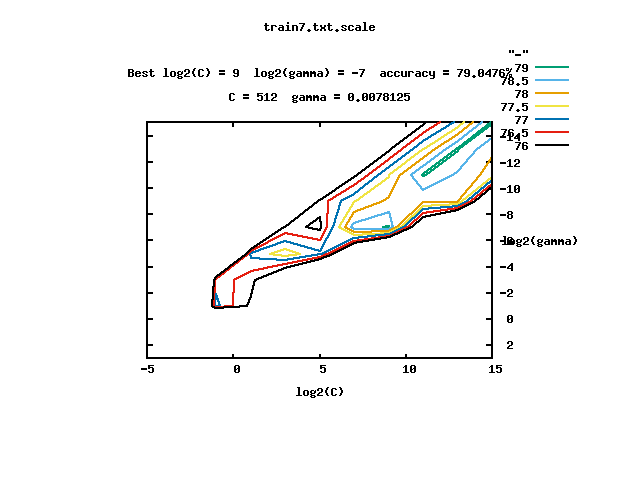 train7.txt.scale
"-"
Best log2(C) = 9  log2(gamma) = -7  accuracy = 79.0476%
79
78.5
C = 512  gamma = 0.0078125
78
77.5
77
76.5
76
-14
-12
-10
-8
-6
log2(gamma)
-4
-2
0
2
-5 0 5 10 15
log2(C)